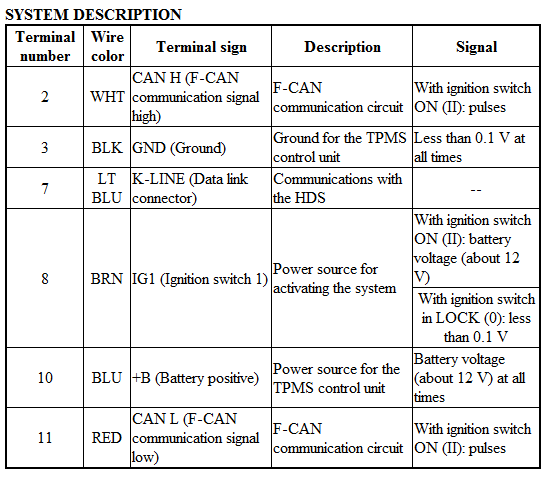 SYSTEM DESCRIPTION
Terminal number | Wire color | Terminal sign | Description | Signal
2 | WHT | CAN H (F-CAN communication signal high) | F-CAN communication circuit | With ignition switch ON (II): pulses
3 | BLK | GND (Ground) | Ground for the TPMS control unit | Less than 0.1 V at all times
7 | LT BLU | K-LINE (Data link connector) | Communications with the HDS | --
8 | BRN | IG1 (Ignition switch 1) | Power source for activating the system | With ignition switch ON (II): battery voltage (about 12 V)
With ignition switch in LOCK (0): less than 0.1 V
10 | BLU | +B (Battery positive) | Power source for the TPMS control unit | Battery voltage (about 12 V) at all times
11 | RED | CAN L (F-CAN communication signal low) | F-CAN communication circuit | With ignition switch ON (II): pulses